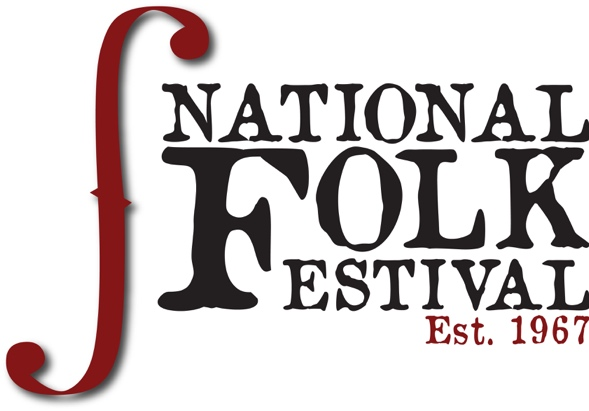 NATIONAL
FOLK
FESTIVAL
Est. 1967